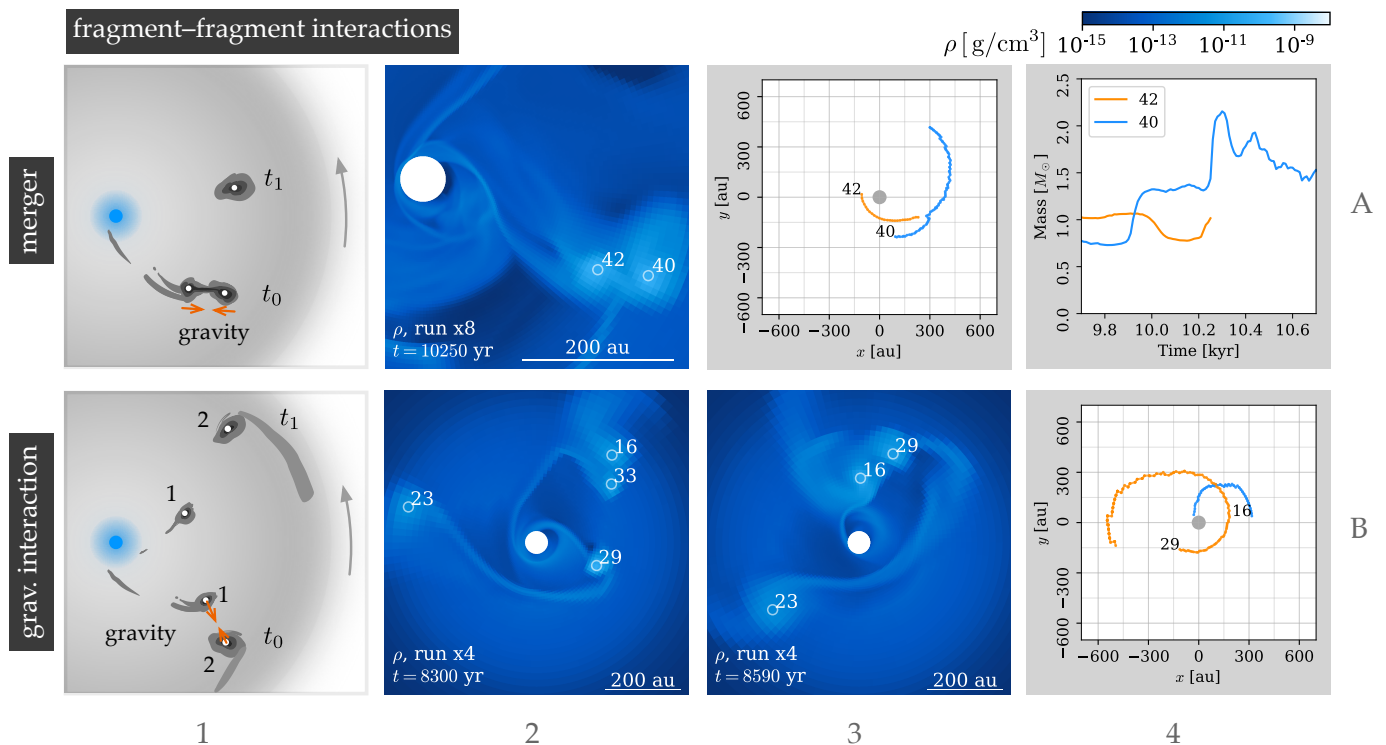 fragment–fragment interactions
ρ [g/cm³] 10⁻¹⁵ 10⁻¹³ 10⁻¹¹ 10⁻⁹
merger
t₁
t₀
gravity
42
40
ρ, run x8
t = 10250 yr
200 au
600
300
0
−300
−600
y [au]
42
40
−600 −300 0 300 600
x [au]
2.5
2.0
1.5
1.0
0.5
0.0
Mass [M☉]
42
40
9.8 10.0 10.2 10.4 10.6
Time [kyr]
A
grav. interaction
2
t₁
1
1
gravity
t₀
2
16
33
23
29
ρ, run x4
t = 8300 yr
200 au
29
16
23
ρ, run x4
t = 8590 yr
200 au
600
300
0
−300
−600
y [au]
16
29
−600 −300 0 300 600
x [au]
B
1 2 3 4